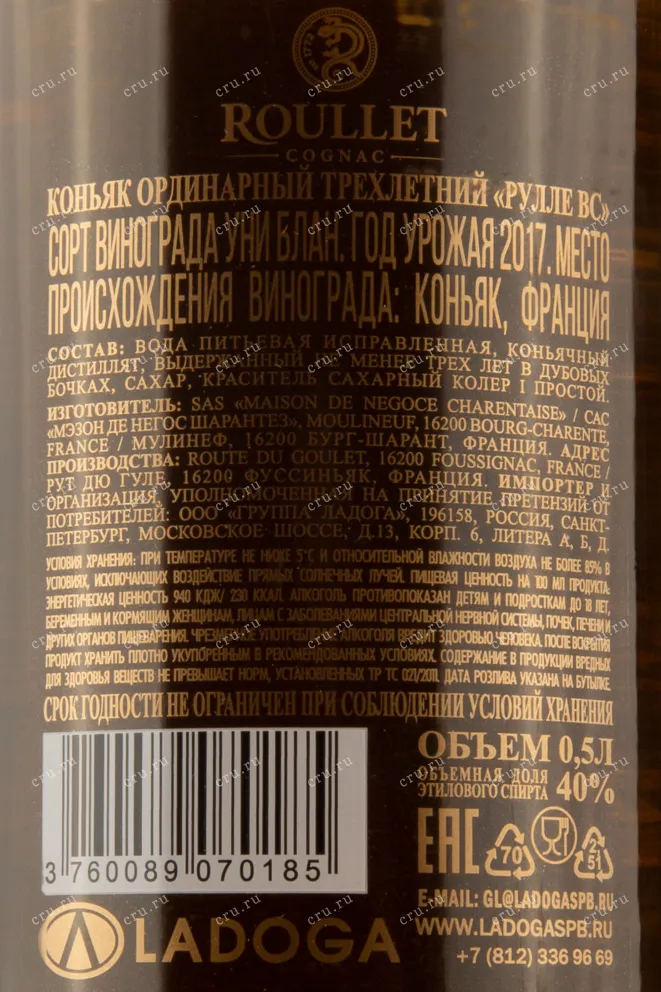 ROULLET
COGNAC
КОНЬЯК ОРДИНАРНЫЙ ТРЕХЛЕТНИЙ «РУЛЛЕ ВС»
СОРТ ВИНОГРАДА УНИ БЛАН. ГОД УРОЖАЯ 2017. МЕСТО
ПРОИСХОЖДЕНИЯ ВИНОГРАДА: КОНЬЯК, ФРАНЦИЯ
СОСТАВ: ВОДА ПИТЬЕВАЯ ИСПРАВЛЕННАЯ, КОНЬЯЧНЫЙ
ДИСТИЛЛЯТ, ВЫДЕРЖАННЫЙ НЕ МЕНЕЕ ТРЕХ ЛЕТ В ДУБОВЫХ
БОЧКАХ, САХАР, КРАСИТЕЛЬ САХАРНЫЙ КОЛЕР I ПРОСТОЙ.
ИЗГОТОВИТЕЛЬ: SAS «MAISON DE NEGOCE CHARENTAISE» / САС
«МЭЗОН ДЕ НЕГОС ШАРАНТЕЗ», MOULINEUF, 16200 BOURG-CHARENTE,
FRANCE / МУЛИНЕФ, 16200 БУРГ-ШАРАНТ, ФРАНЦИЯ. АДРЕС
ПРОИЗВОДСТВА: ROUTE DU GOULET, 16200 FOUSSIGNAC, FRANCE /
РУТ ДЮ ГУЛЕ, 16200 ФУССИНЬЯК, ФРАНЦИЯ. ИМПОРТЕР И
ОРГАНИЗАЦИЯ, УПОЛНОМОЧЕННАЯ НА ПРИНЯТИЕ ПРЕТЕНЗИЙ ОТ
ПОТРЕБИТЕЛЕЙ: ООО «ГРУППА ЛАДОГА», 196158, РОССИЯ, САНКТ-
ПЕТЕРБУРГ, МОСКОВСКОЕ ШОССЕ, Д.13, КОРП. 6, ЛИТЕРА А, Б, Д.
УСЛОВИЯ ХРАНЕНИЯ: ПРИ ТЕМПЕРАТУРЕ НЕ НИЖЕ 5°С И ОТНОСИТЕЛЬНОЙ ВЛАЖНОСТИ ВОЗДУХА НЕ БОЛЕЕ 85% В
УСЛОВИЯХ, ИСКЛЮЧАЮЩИХ ВОЗДЕЙСТВИЕ ПРЯМЫХ СОЛНЕЧНЫХ ЛУЧЕЙ. ПИЩЕВАЯ ЦЕННОСТЬ НА 100 МЛ ПРОДУКТА:
ЭНЕРГЕТИЧЕСКАЯ ЦЕННОСТЬ 940 КДЖ/ 230 ККАЛ. АЛКОГОЛЬ ПРОТИВОПОКАЗАН ДЕТЯМ И ПОДРОСТКАМ ДО 18 ЛЕТ,
БЕРЕМЕННЫМ И КОРМЯЩИМ ЖЕНЩИНАМ, ЛИЦАМ С ЗАБОЛЕВАНИЯМИ ЦЕНТРАЛЬНОЙ НЕРВНОЙ СИСТЕМЫ, ПОЧЕК, ПЕЧЕНИ И
ДРУГИХ ОРГАНОВ ПИЩЕВАРЕНИЯ. ЧРЕЗМЕРНОЕ УПОТРЕБЛЕНИЕ АЛКОГОЛЯ ВРЕДИТ ЗДОРОВЬЮ ЧЕЛОВЕКА. ПОСЛЕ ВСКРЫТИЯ
ПРОДУКТ ХРАНИТЬ ПЛОТНО УКУПОРЕННЫМ В РЕКОМЕНДОВАННЫХ УСЛОВИЯХ. СОДЕРЖАНИЕ В ПРОДУКЦИИ ВРЕДНЫХ
ДЛЯ ЗДОРОВЬЯ ВЕЩЕСТВ НЕ ПРЕВЫШАЕТ НОРМ, УСТАНОВЛЕННЫХ ТР ТС 021/2011. ДАТА РОЗЛИВА УКАЗАНА НА БУТЫЛКЕ.
СРОК ГОДНОСТИ НЕ ОГРАНИЧЕН ПРИ СОБЛЮДЕНИИ УСЛОВИЙ ХРАНЕНИЯ
ОБЪЕМ 0,5Л
ОБЪЕМНАЯ ДОЛЯ
ЭТИЛОВОГО СПИРТА 40%
EAC 70 2-51
3 760089 070185
E-MAIL: GL@LADOGASPB.RU
WWW.LADOGASPB.RU
+7 (812) 336 96 69
LADOGA
cru.ru